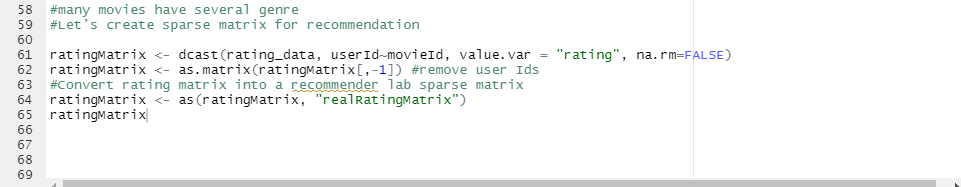 58 #many movies have several genre
59 #Let's create sparse matrix for recommendation
60
61 ratingMatrix <- dcast(rating_data, userId~movieId, value.var = "rating", na.rm=FALSE)
62 ratingMatrix <- as.matrix(ratingMatrix[,-1]) #remove user Ids
63 #Convert rating matrix into a recommender lab sparse matrix
64 ratingMatrix <- as(ratingMatrix, "realRatingMatrix")
65 ratingMatrix
66
67
68
69